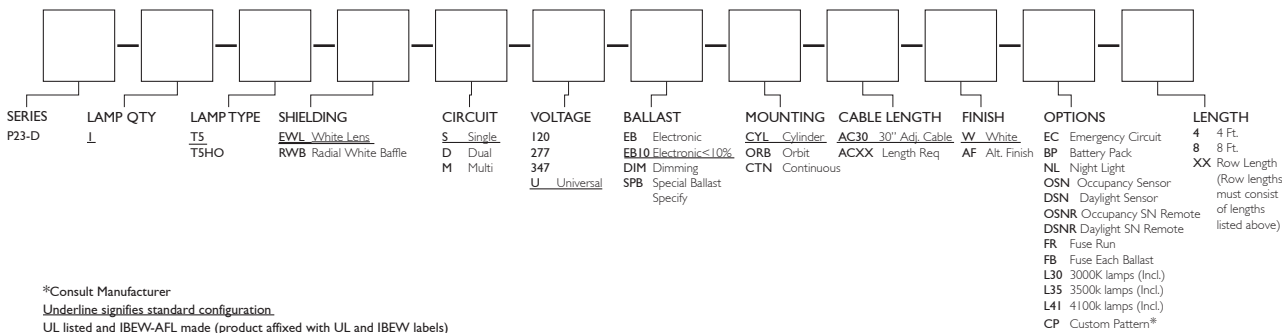 SERIES
P23-D
LAMP QTY
1
LAMP TYPE
T5
T5HO
SHIELDING
EWL White Lens
RWB Radial White Baffle
CIRCUIT
S Single
D Dual
M Multi
VOLTAGE
120
277
347
U Universal
BALLAST
EB Electronic
EB10 Electronic<10%
DIM Dimming
SPB Special Ballast
Specify
MOUNTING
CYL Cylinder
ORB Orbit
CTN Continuous
CABLE LENGTH
AC30 30" Adj. Cable
ACXX Length Req
FINISH
W White
AF Alt. Finish
OPTIONS
EC Emergency Circuit
BP Battery Pack
NL Night Light
OSN Occupancy Sensor
DSN Daylight Sensor
OSNR Occupancy SN Remote
DSNR Daylight SN Remote
FR Fuse Run
FB Fuse Each Ballast
L30 3000K lamps (Incl.)
L35 3500k lamps (Incl.)
L41 4100k lamps (Incl.)
CP Custom Pattern*
LENGTH
4 4 Ft.
8 8 Ft.
XX Row Length
(Row lengths
must consist
of lengths
listed above)
*Consult Manufacturer
Underline signifies standard configuration
UL listed and IBEW-AFL made (product affixed with UL and IBEW labels)